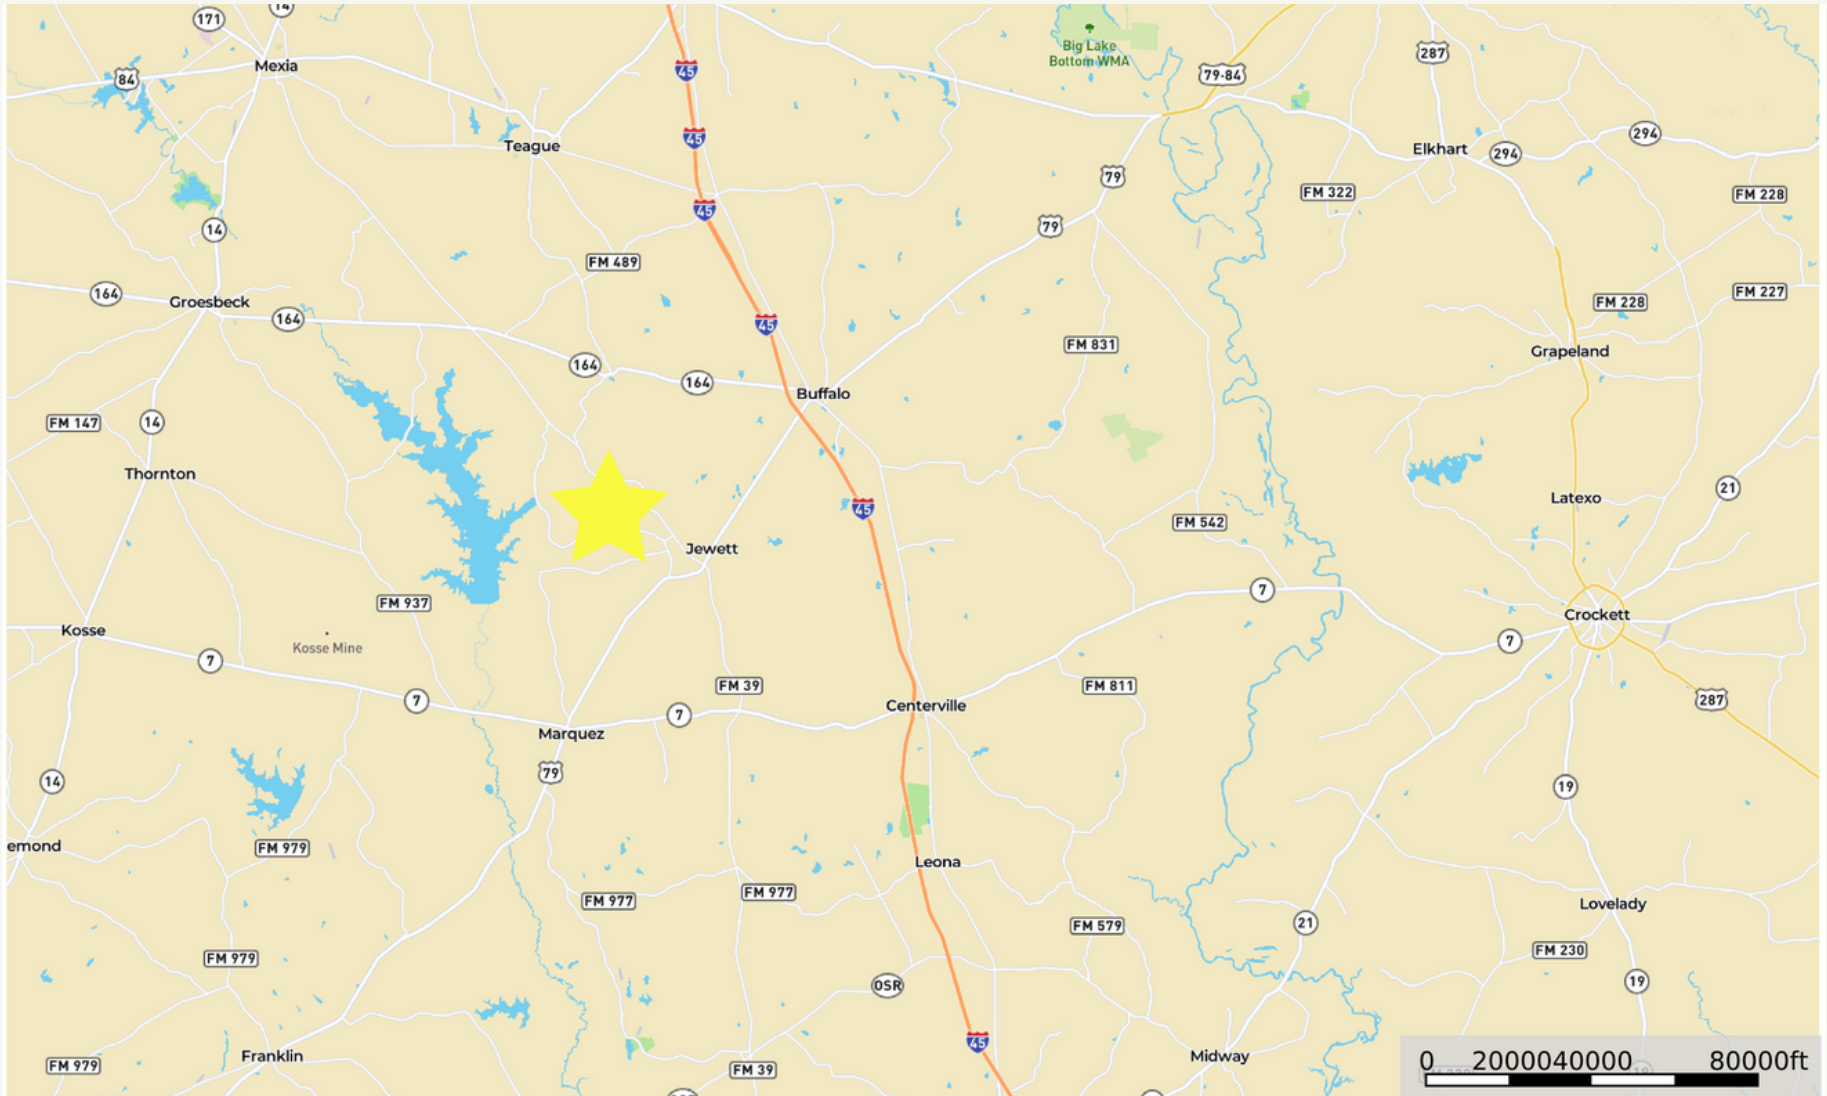 171
14
84
Mexia
45
Big Lake
Bottom WMA
79-84
287
45
Teague
Elkhart
294
294
79
FM 322
FM 228
45
14
79
FM 489
164
Groesbeck
164
FM 228
FM 227
45
FM 831
Grapeland
164
164
Buffalo
FM 147
14
Thornton
21
Latexo
45
FM 542
Jewett
7
FM 937
Crockett
Kosse
Kosse Mine
7
7
FM 39
FM 811
7
7
Centerville
287
Marquez
79
14
19
emond
FM 979
Leona
FM 977
FM 977
Lovelady
21
FM 579
FM 230
FM 979
OSR
19
45
Franklin
Midway
FM 979
FM 39
0 20000 40000 80000ft